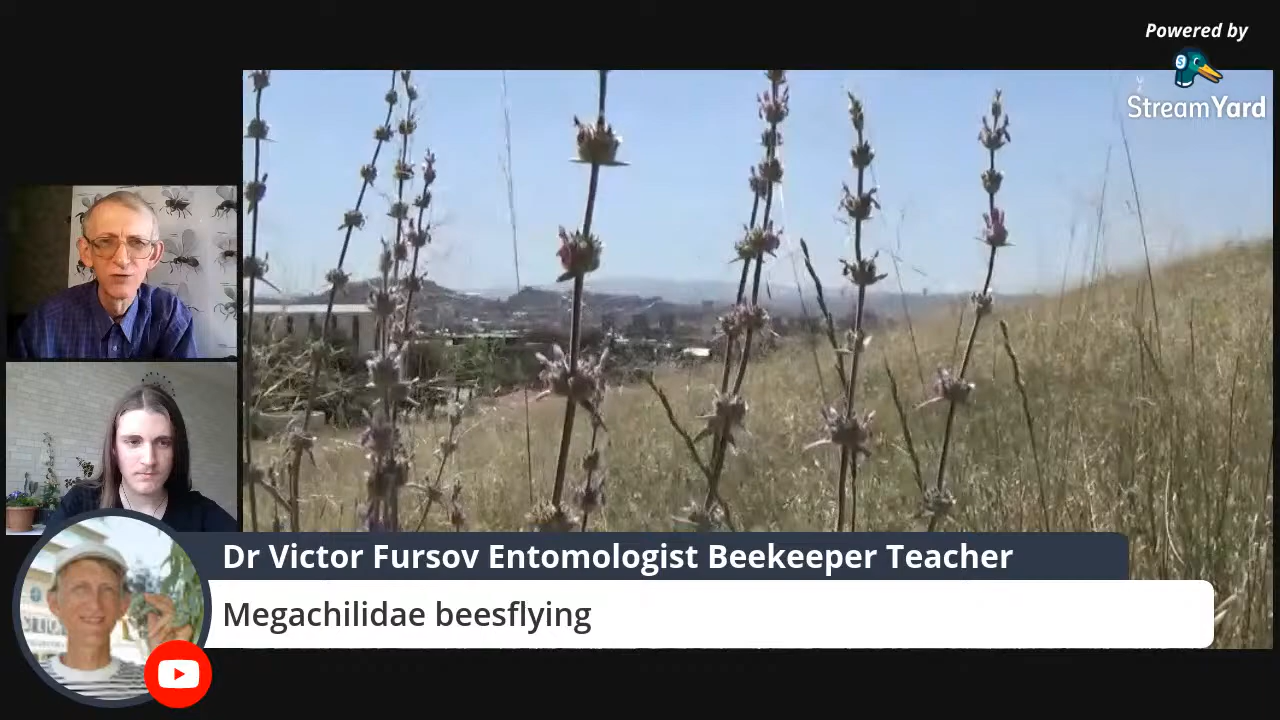 Powered by
StreamYard
Dr Victor Fursov Entomologist Beekeeper Teacher
Megachilidae beesflying